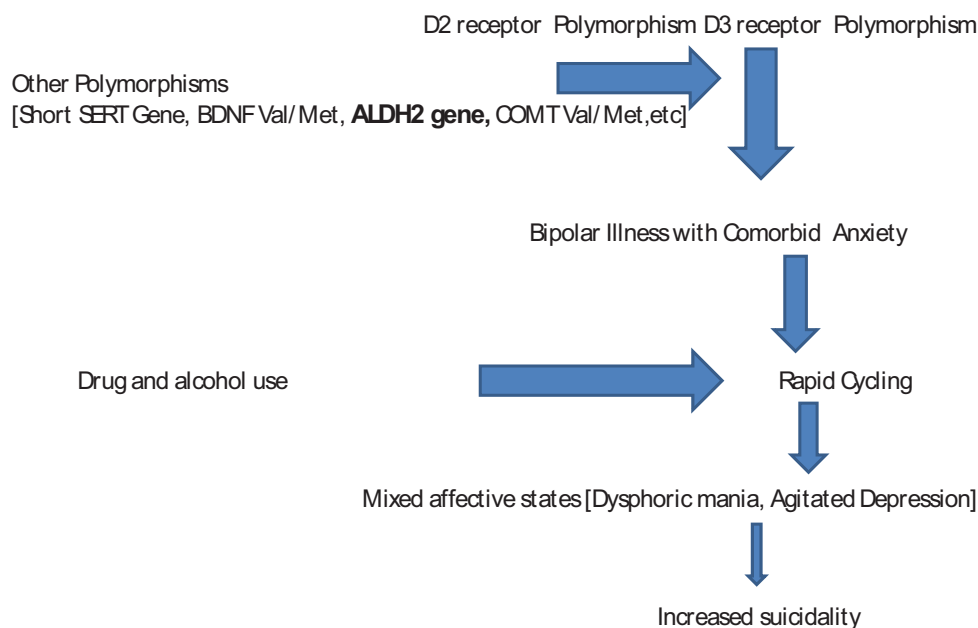 D2 receptor Polymorphism D3 receptor Polymorphism
Other Polymorphisms
[Short SERT Gene, BDNF Val/Met, ALDH2 gene, COMT Val/Met,etc]
Bipolar Illness with Comorbid Anxiety
Drug and alcohol use
Rapid Cycling
Mixed affective states [Dysphoric mania, Agitated Depression]
Increased suicidality